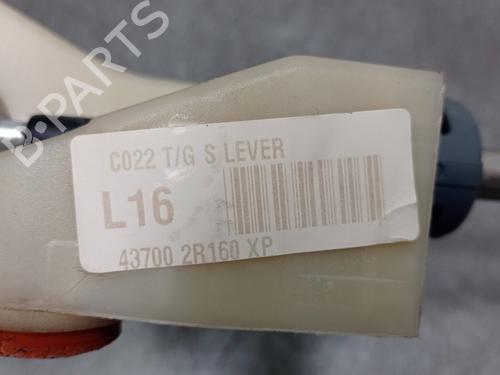 B-PARTS
C022 T/G S LEVER
L16
43700 2R160 XP